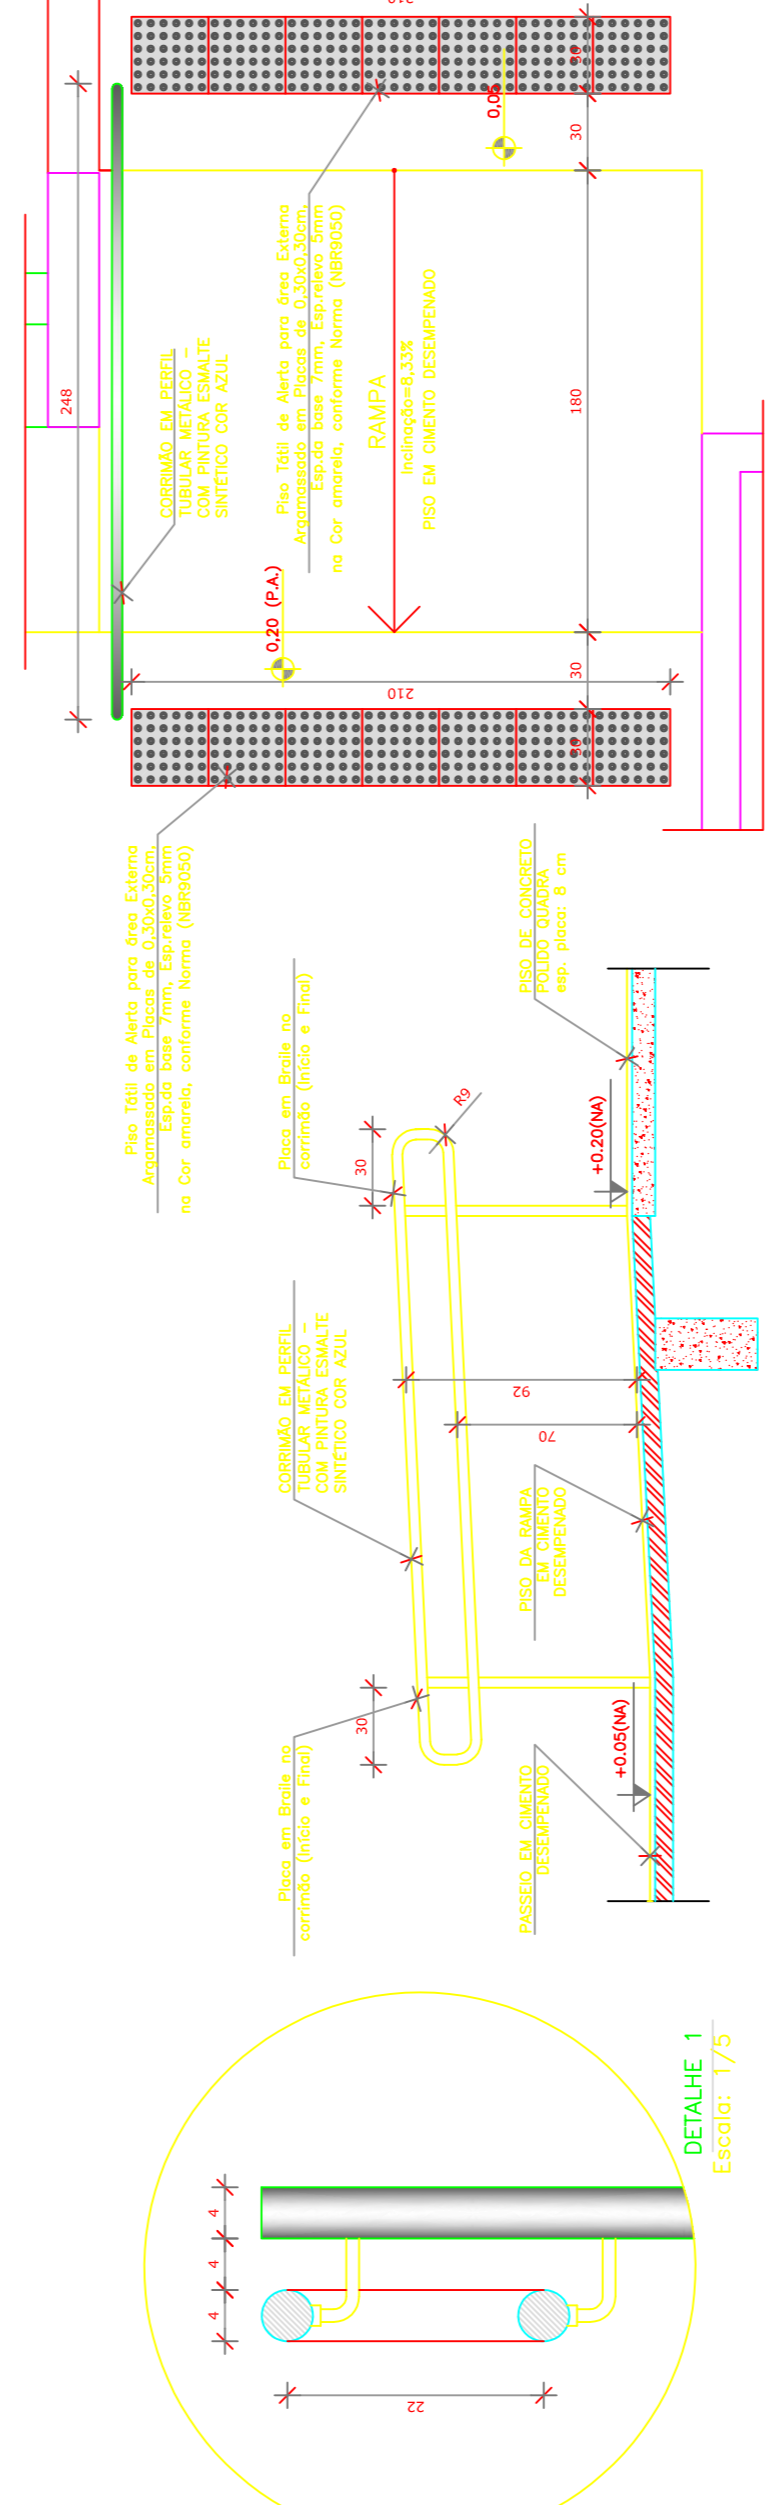 210
30
0,05
30
248
Piso Tátil de Alerta para área Externa
Argamassado em Placas de 0,30x0,30cm,
Esp.da base 7mm, Esp.relevo 5mm
na Cor amarela, conforme Norma (NBR9050)
CORRIMÃO EM PERFIL
TUBULAR METÁLICO -
COM PINTURA ESMALTE
SINTÉTICO COR AZUL
RAMPA
Inclinação=8,33%
PISO EM CIMENTO DESEMPENADO
180
0,20 (P.A.)
30
210
30
Piso Tátil de Alerta para área Externa
Argamassado em Placas de 0,30x0,30cm,
Esp.da base 7mm, Esp.relevo 5mm
na Cor amarela, conforme Norma (NBR9050)
PISO DE CONCRETO
POLIDO QUADRA
esp. placa: 8 cm
Placa em Braile no
corrimão (Início e Final)
R9
30
+0.20(NA)
CORRIMÃO EM PERFIL
TUBULAR METÁLICO -
COM PINTURA ESMALTE
SINTÉTICO COR AZUL
92
70
PISO DA RAMPA
EM CIMENTO
DESEMPENADO
30
+0.05(NA)
Placa em Braile no
corrimão (Início e Final)
PASSEIO EM CIMENTO
DESEMPENADO
DETALHE 1
Escala: 1/5
4
4
4
22